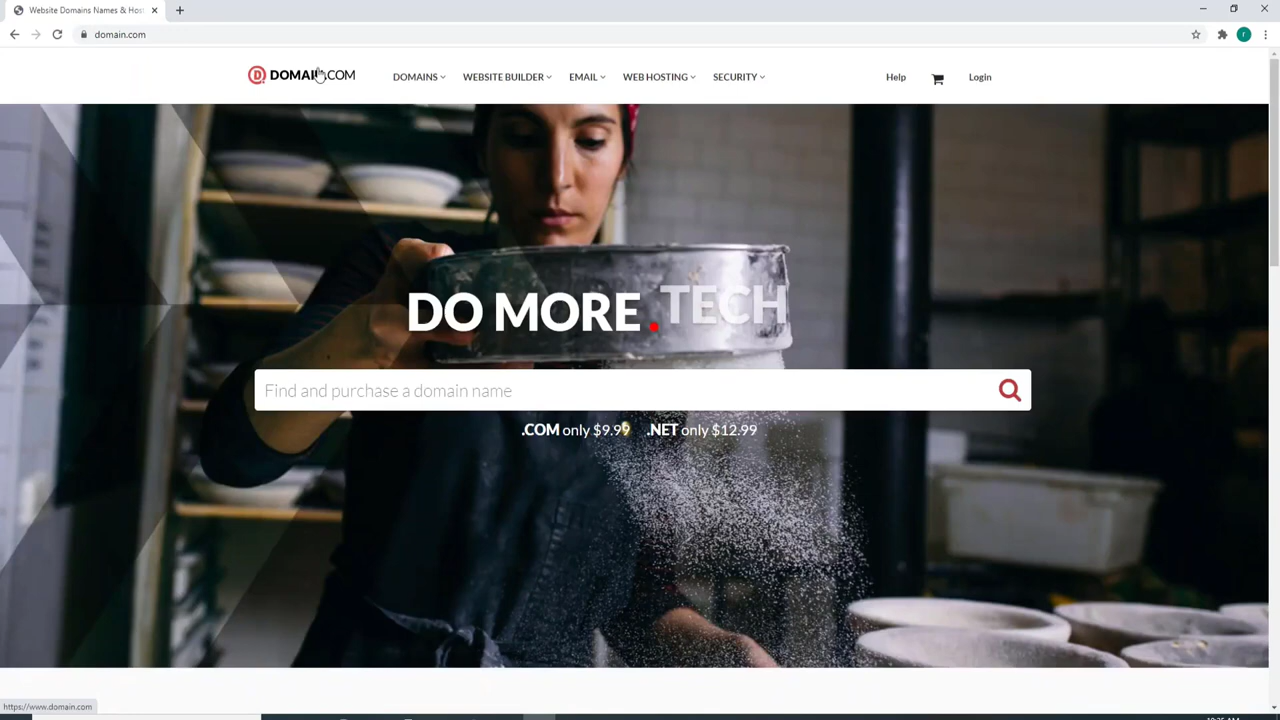 Website Domains Names & Hos
domain.com
DOMAIN.COM
DOMAINS
WEBSITE BUILDER
EMAIL
WEB HOSTING
SECURITY
Help
Login
DO MORE .TECH
Find and purchase a domain name
.COM only $9.99 .NET only $12.99
https://www.domain.com